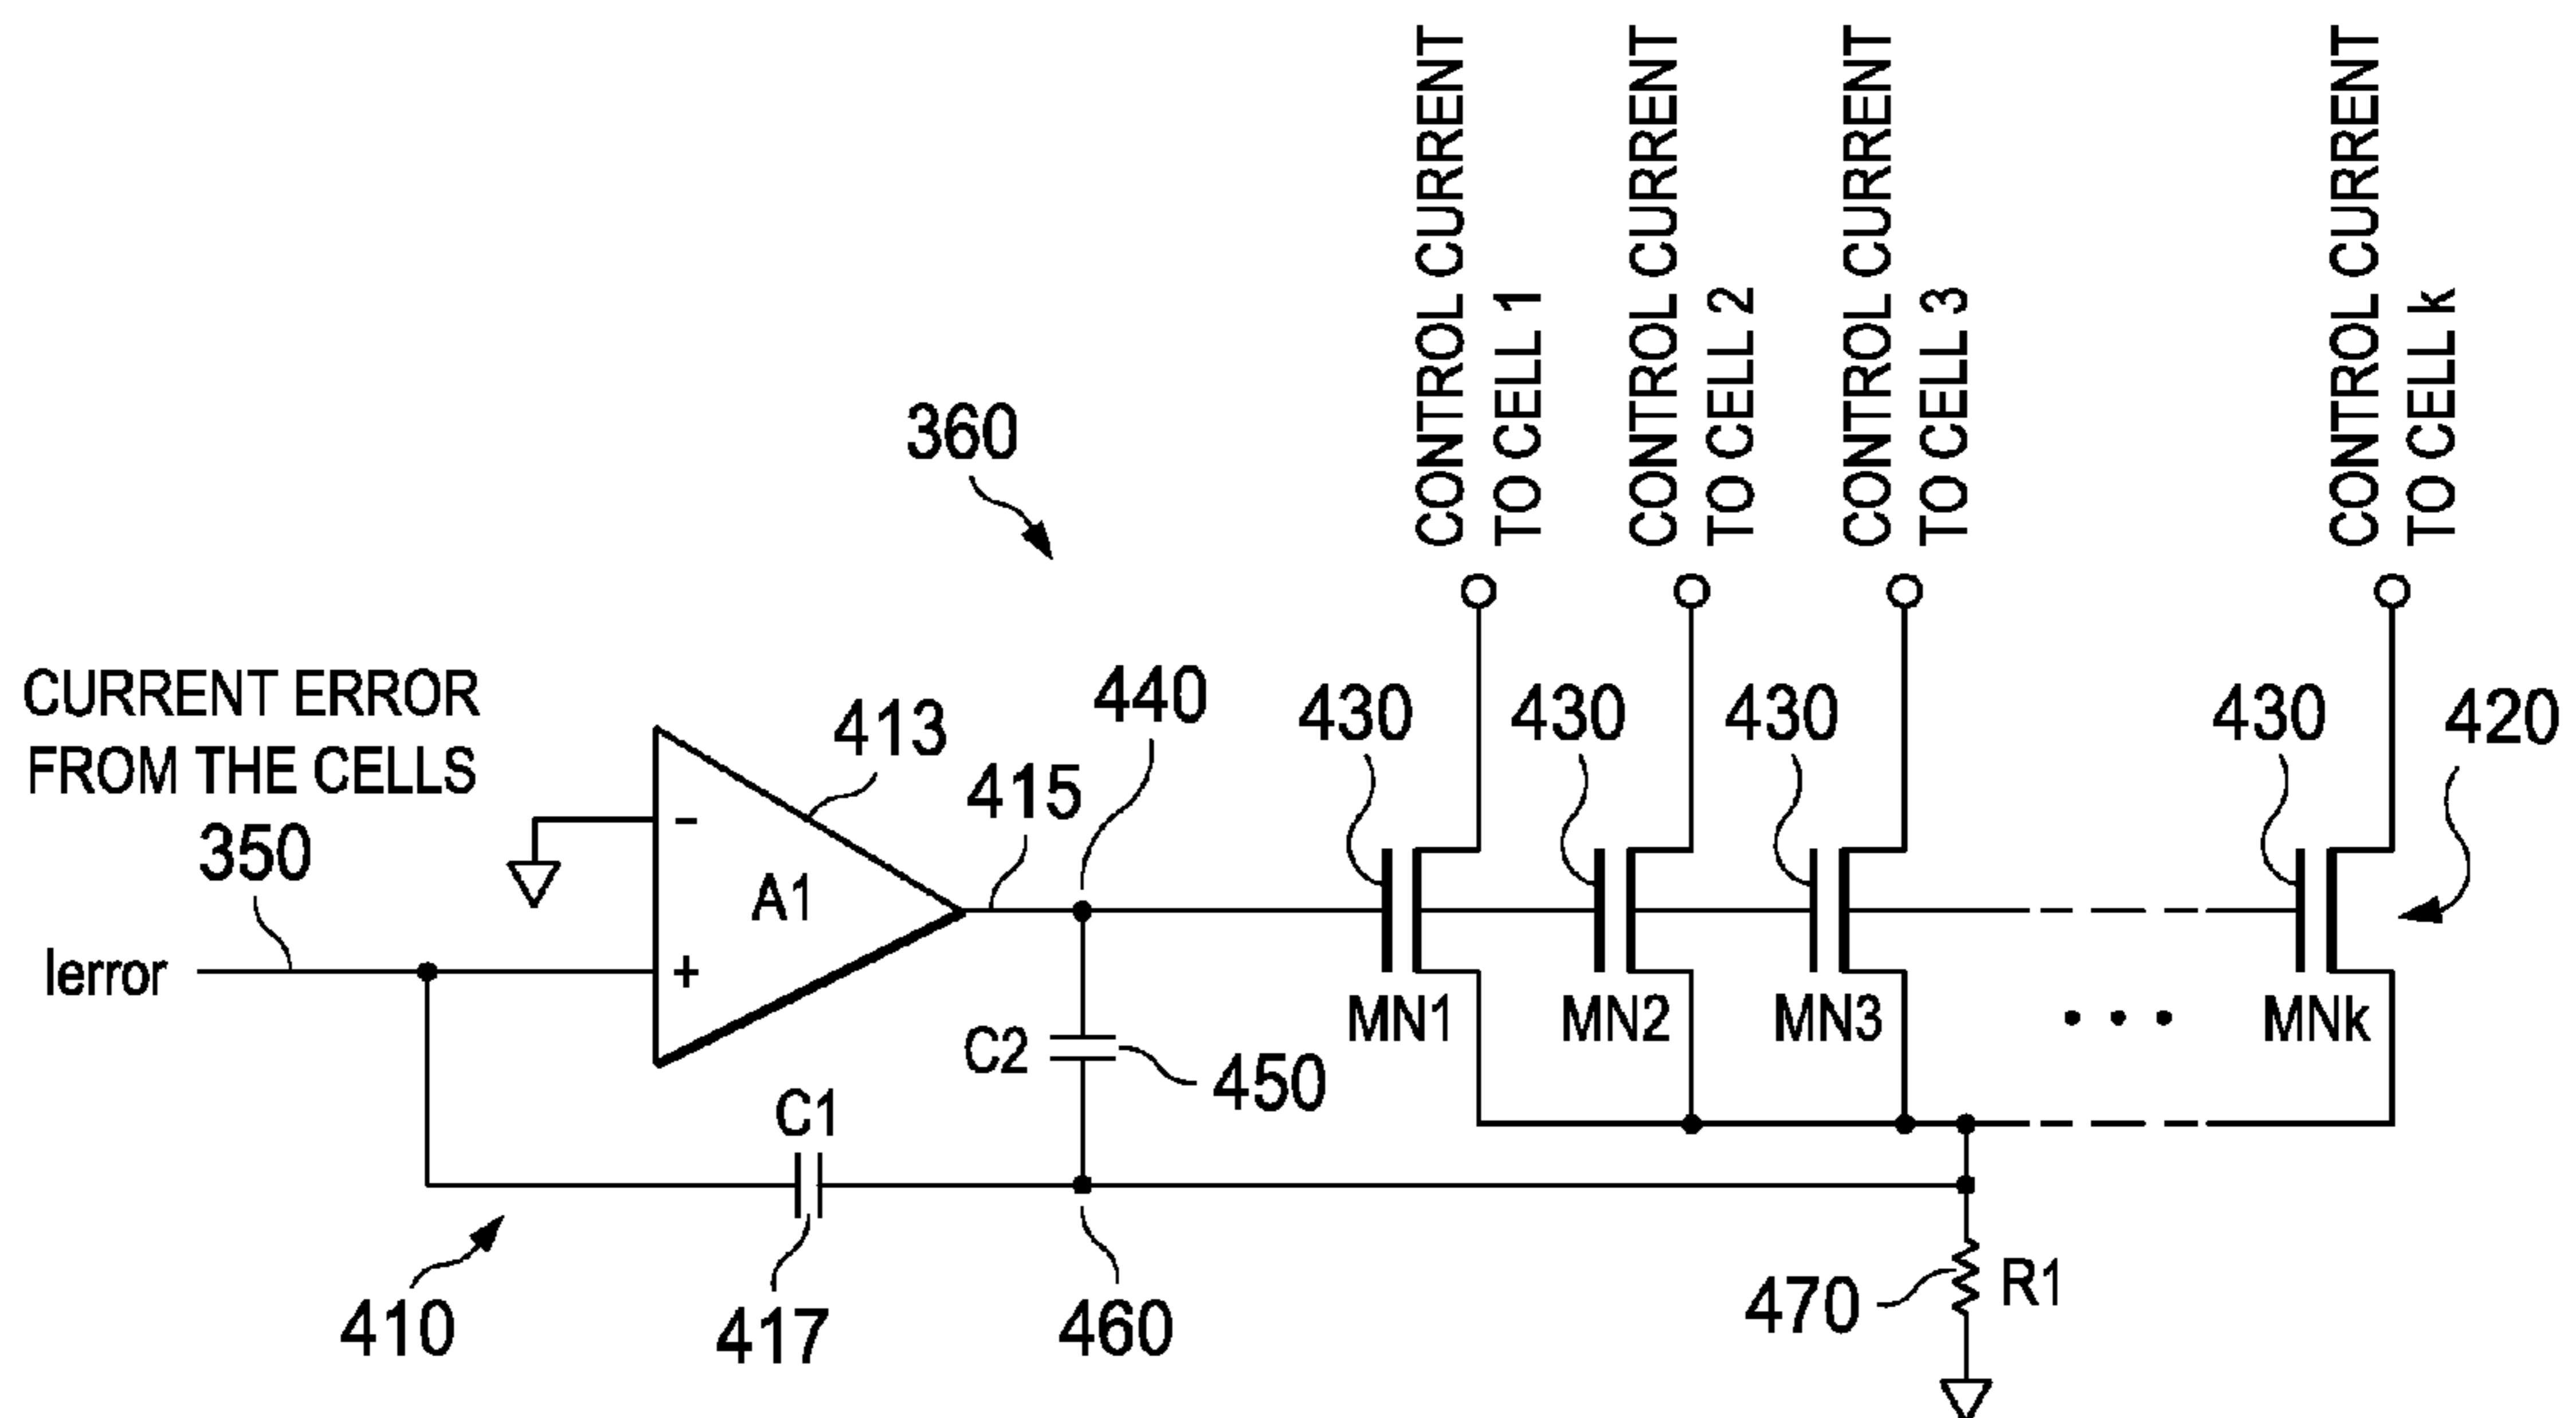 CONTROL CURRENT
TO CELL 1
CONTROL CURRENT
TO CELL 2
CONTROL CURRENT
TO CELL 3
CONTROL CURRENT
TO CELL k
360
CURRENT ERROR
FROM THE CELLS
350
Ierror
413
415
440
430
430
430
430
420
-
A1
+
MN1
MN2
MN3
• • •
MNk
C2
450
C1
410
417
460
470
R1